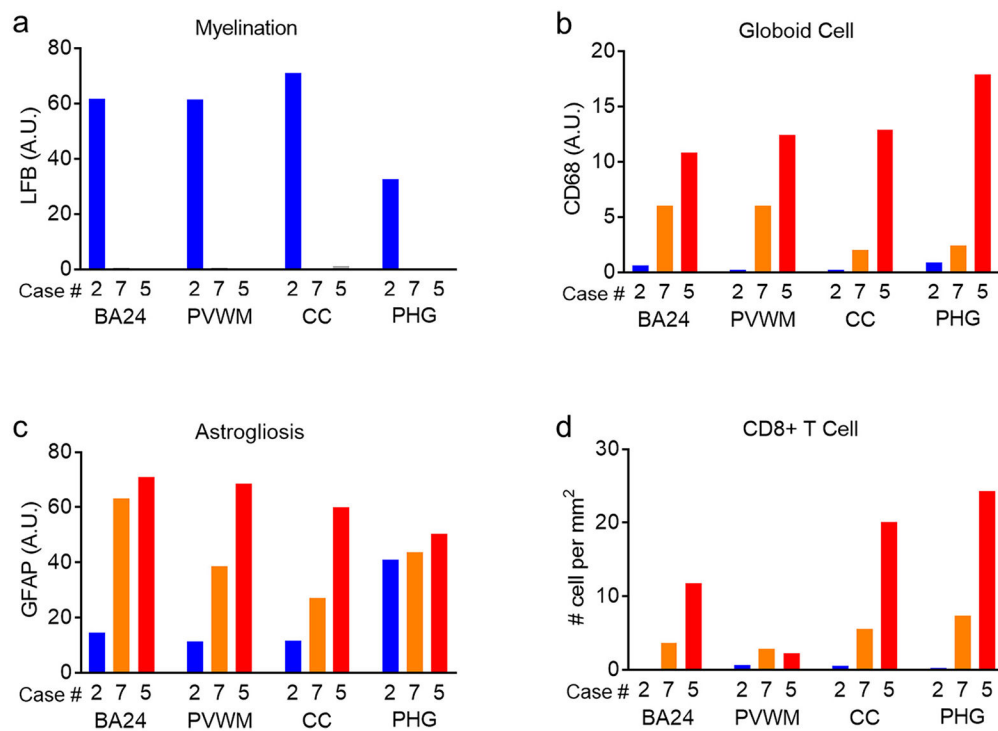 a
Myelination
LFB (A.U.)
80
60
40
20
0
Case # 2 7 5 2 7 5 2 7 5 2 7 5
BA24 PVWM CC PHG
b
Globoid Cell
CD68 (A.U.)
20
15
10
5
0
Case # 2 7 5 2 7 5 2 7 5 2 7 5
BA24 PVWM CC PHG
c
Astrogliosis
GFAP (A.U.)
80
60
40
20
0
Case # 2 7 5 2 7 5 2 7 5 2 7 5
BA24 PVWM CC PHG
d
CD8+ T Cell
# cell per mm²
30
20
10
0
Case # 2 7 5 2 7 5 2 7 5 2 7 5
BA24 PVWM CC PHG